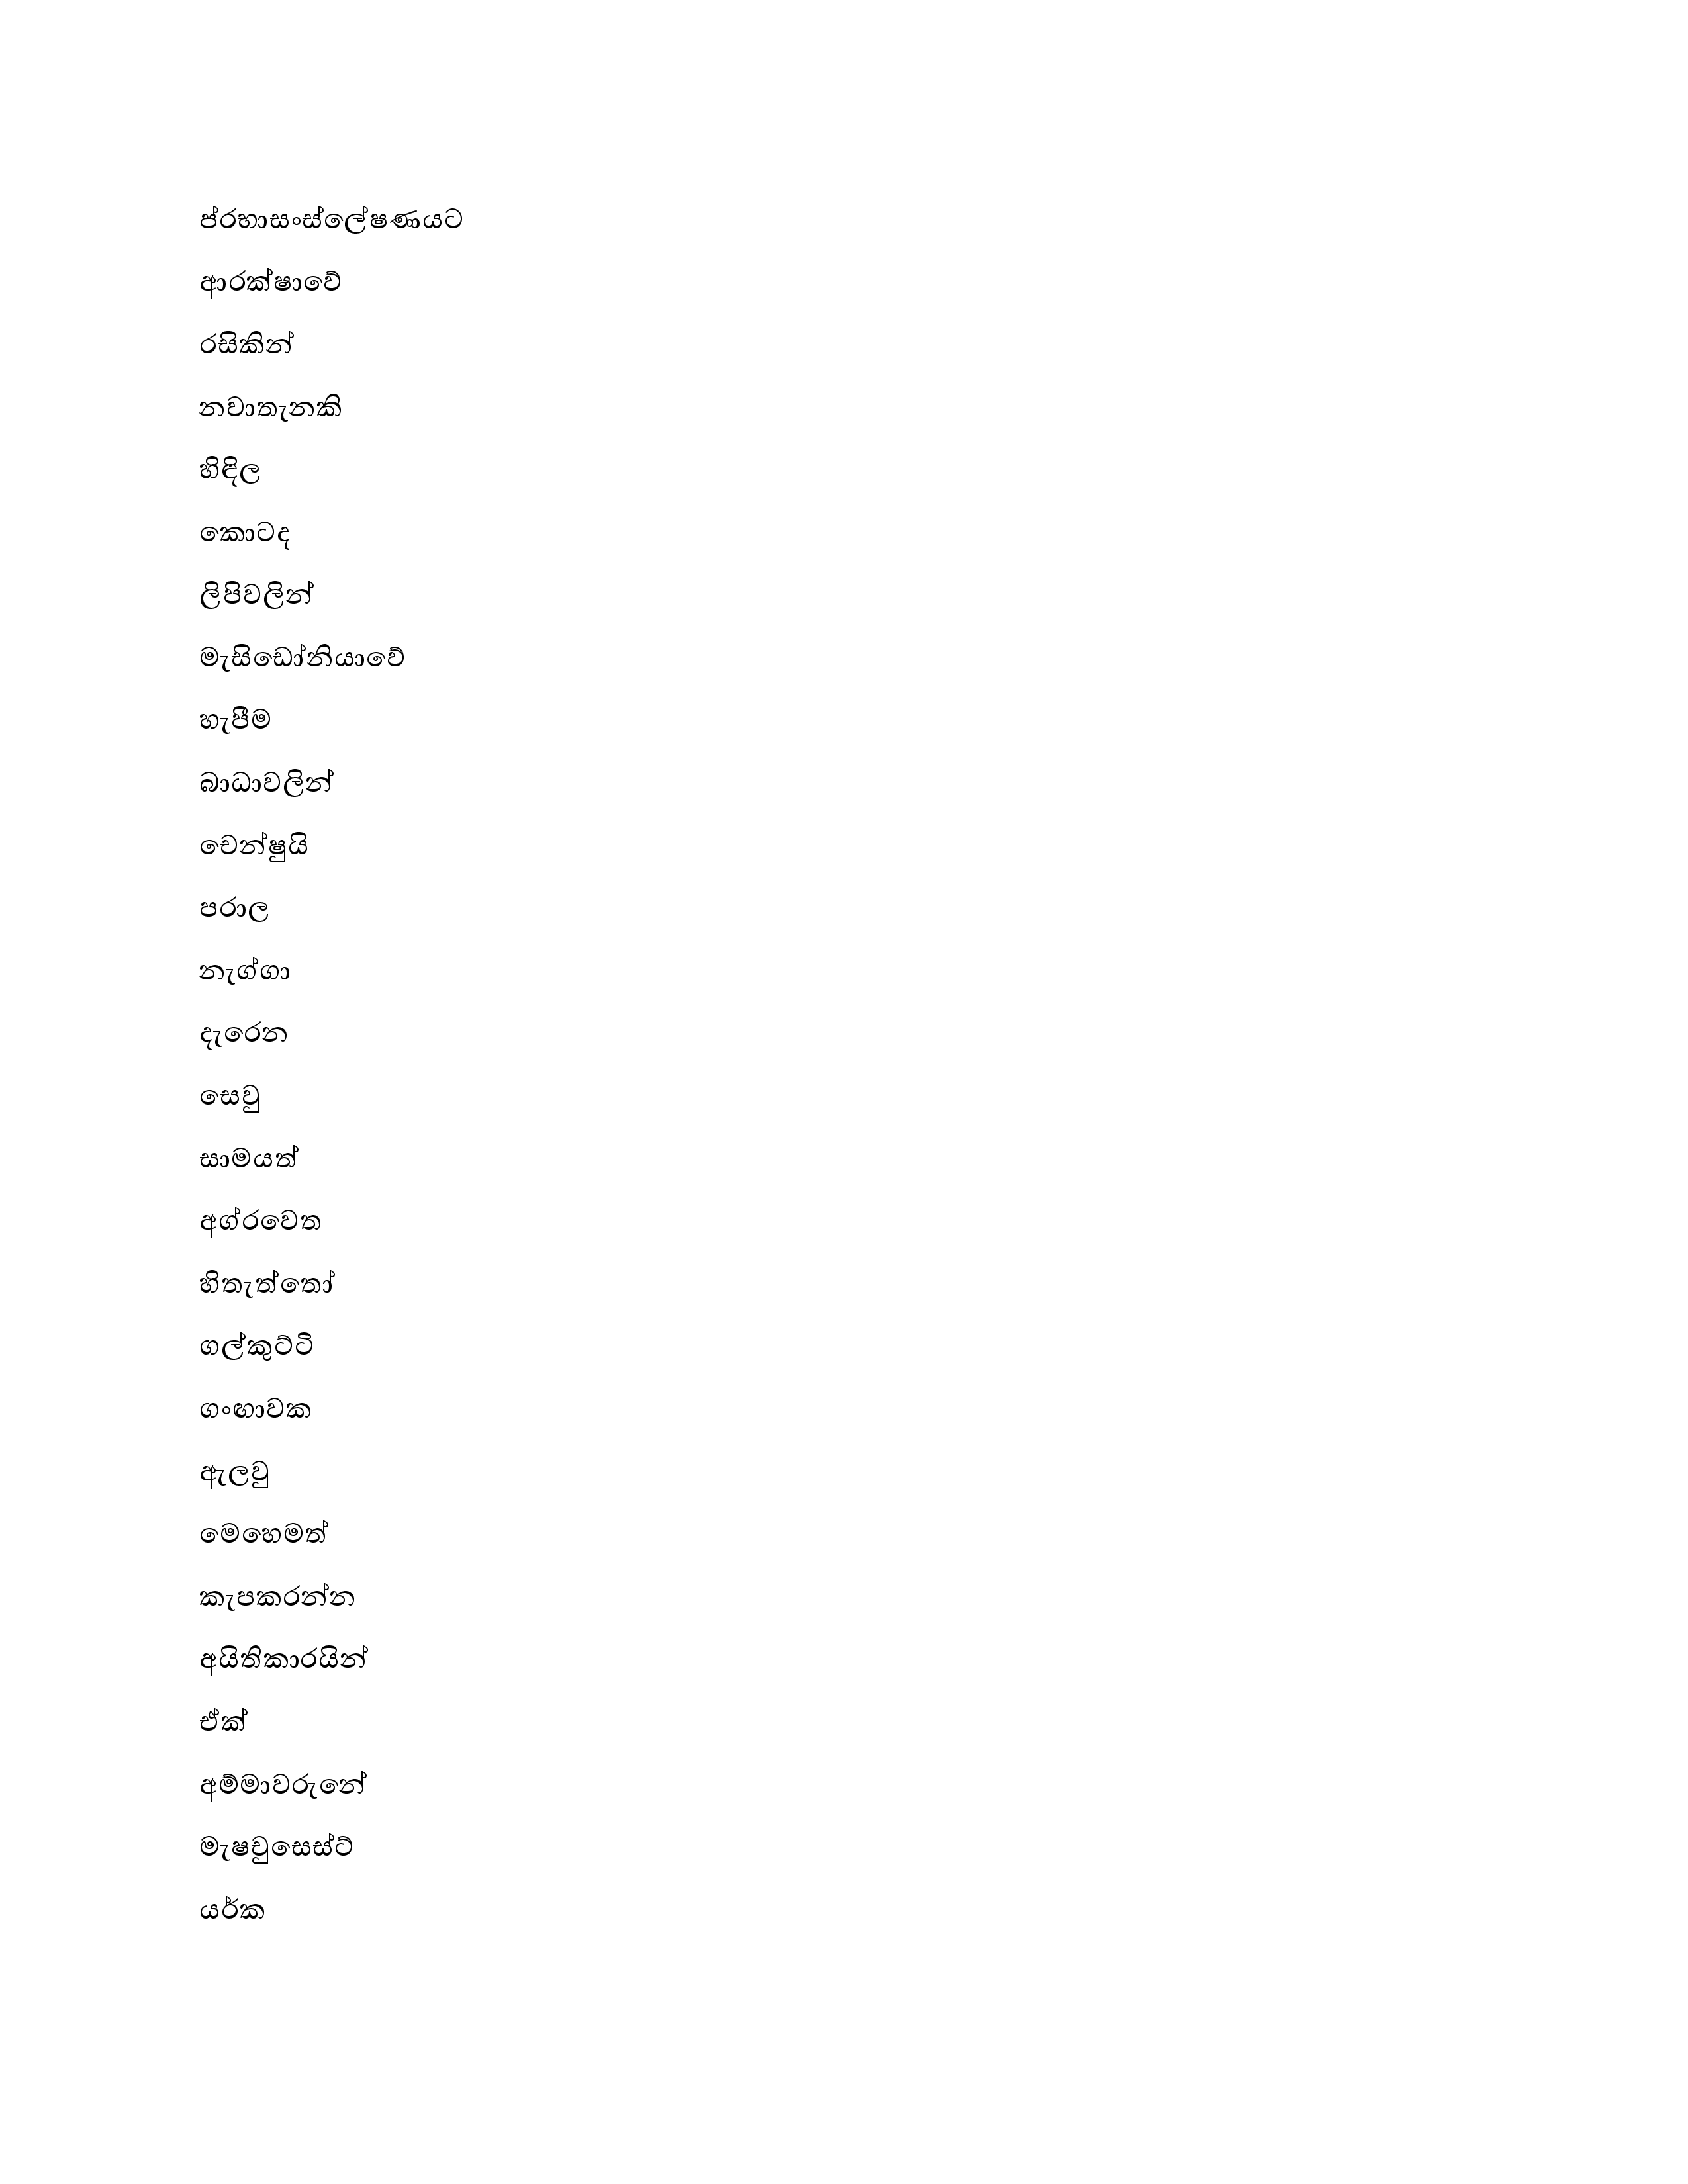 ප්රභාසංස්ලේෂණයට
ආරක්ෂාවේ
රසිකින්
නවාතැනකි
හිඳිල
කොටද
ලිපිවලින්
මැසිඩෝනියාවේ
හැපීම
බාධාවලින්
චෙන්ෂුයි
පරාල
නැග්ගා
දැරෙන
සෙවු
සාමයත්
අග්රවෙත
හිතැත්තෝ
ගල්කුට්ටි
ගංඟාවක
ඇලවු
මෙහෙමත්
කැපකරන්න
අයිතිකාරයින්
ඒක්
අම්මාවරුනේ
මැෂචුසෙස්ට්
යර්ක